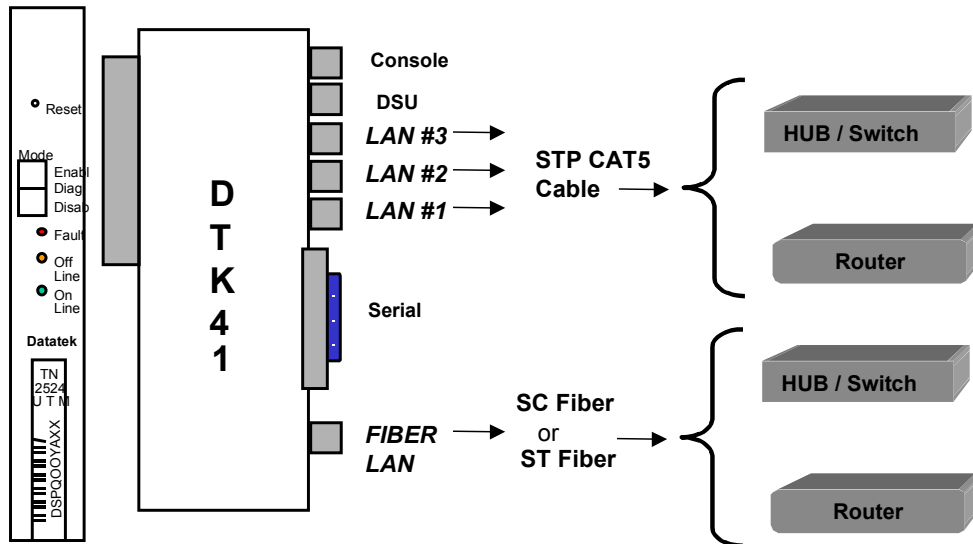 Reset
Mode
Enabl
Diag
Disab
Fault
Off
Line
On
Line
Datatek
TN
2524
U T M
DSPQOOYAXX
D
T
K
4
1
Console
DSU
LAN #3
LAN #2
LAN #1
Serial
FIBER
LAN
STP CAT5
Cable
SC Fiber
or
ST Fiber
HUB / Switch
Router
HUB / Switch
Router